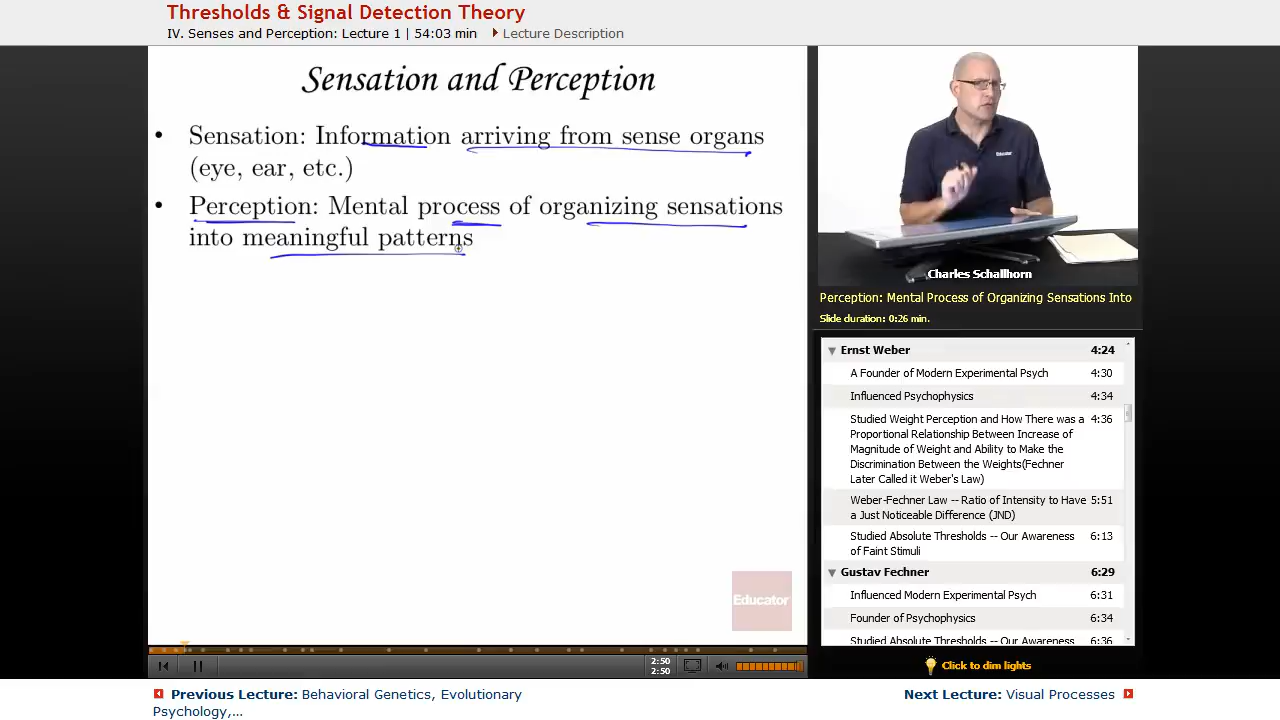 Thresholds & Signal Detection Theory
IV. Senses and Perception: Lecture 1 | 54:03 min
Lecture Description
Sensation and Perception
• Sensation: Information arriving from sense organs
(eye, ear, etc.)
• Perception: Mental process of organizing sensations
into meaningful patterns
Educator
Educator
Charles Schallhorn
Perception: Mental Process of Organizing Sensations Into
Slide duration: 0:26 min.
Ernst Weber 4:24
A Founder of Modern Experimental Psych 4:30
Influenced Psychophysics 4:34
Studied Weight Perception and How There was a 4:36
Proportional Relationship Between Increase of
Magnitude of Weight and Ability to Make the
Discrimination Between the Weights(Fechner
Later Called it Weber's Law)
Weber-Fechner Law -- Ratio of Intensity to Have 5:51
a Just Noticeable Difference (JND)
Studied Absolute Thresholds -- Our Awareness 6:13
of Faint Stimuli
Gustav Fechner 6:29
Influenced Modern Experimental Psych 6:31
Founder of Psychophysics 6:34
Studied Absolute Thresholds -- Our Awareness 6:36
2:50
2:50
Click to dim lights
Previous Lecture: Behavioral Genetics, Evolutionary
Psychology,...
Next Lecture: Visual Processes